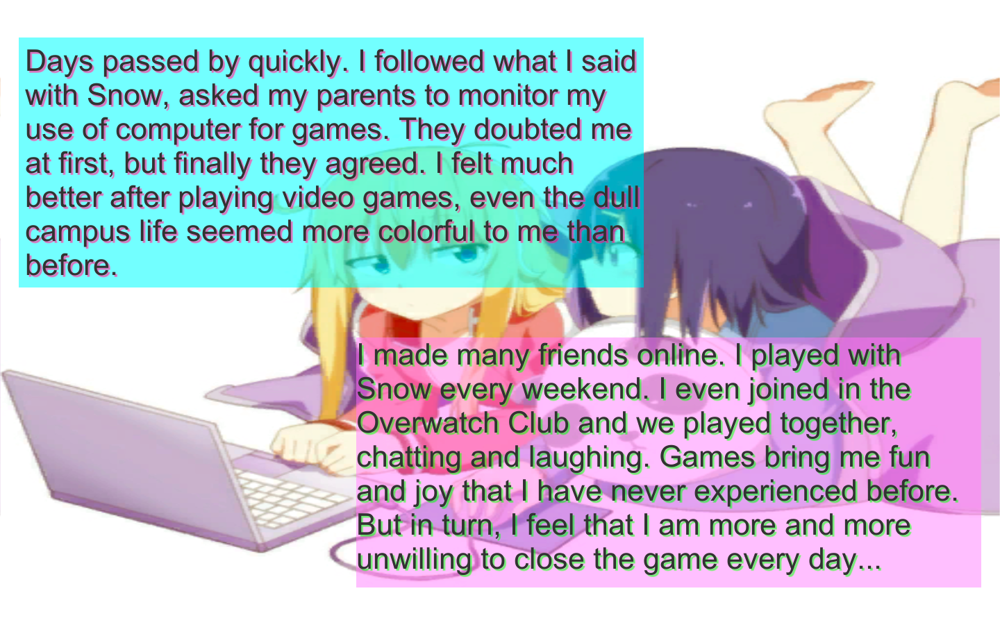 Days passed by quickly. I followed what I said
with Snow, asked my parents to monitor my
use of computer for games. They doubted me
at first, but finally they agreed. I felt much
better after playing video games, even the dull
campus life seemed more colorful to me than
before.
I made many friends online. I played with
Snow every weekend. I even joined in the
Overwatch Club and we played together,
chatting and laughing. Games bring me fun
and joy that I have never experienced before.
But in turn, I feel that I am more and more
unwilling to close the game every day...